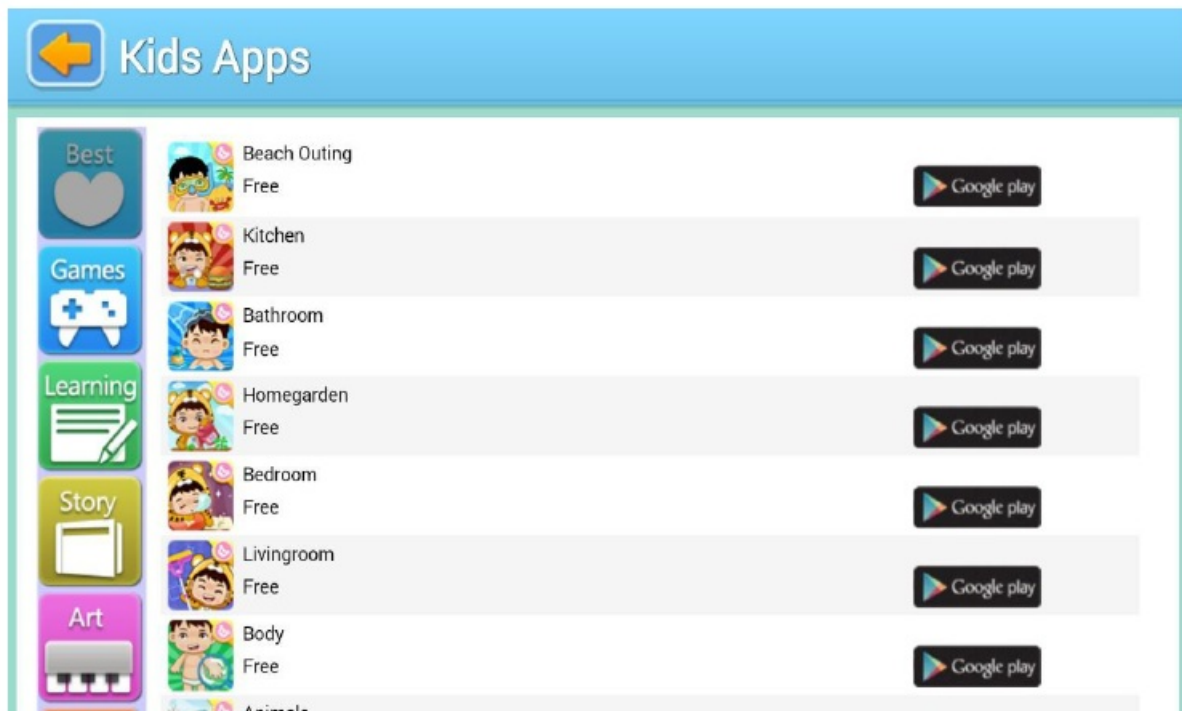 Kids Apps
Best
Games
Learning
Story
Art
Beach Outing
Free
Google play
Kitchen
Free
Google play
Bathroom
Free
Google play
Homegarden
Free
Google play
Bedroom
Free
Google play
Livingroom
Free
Google play
Body
Free
Google play
Animals